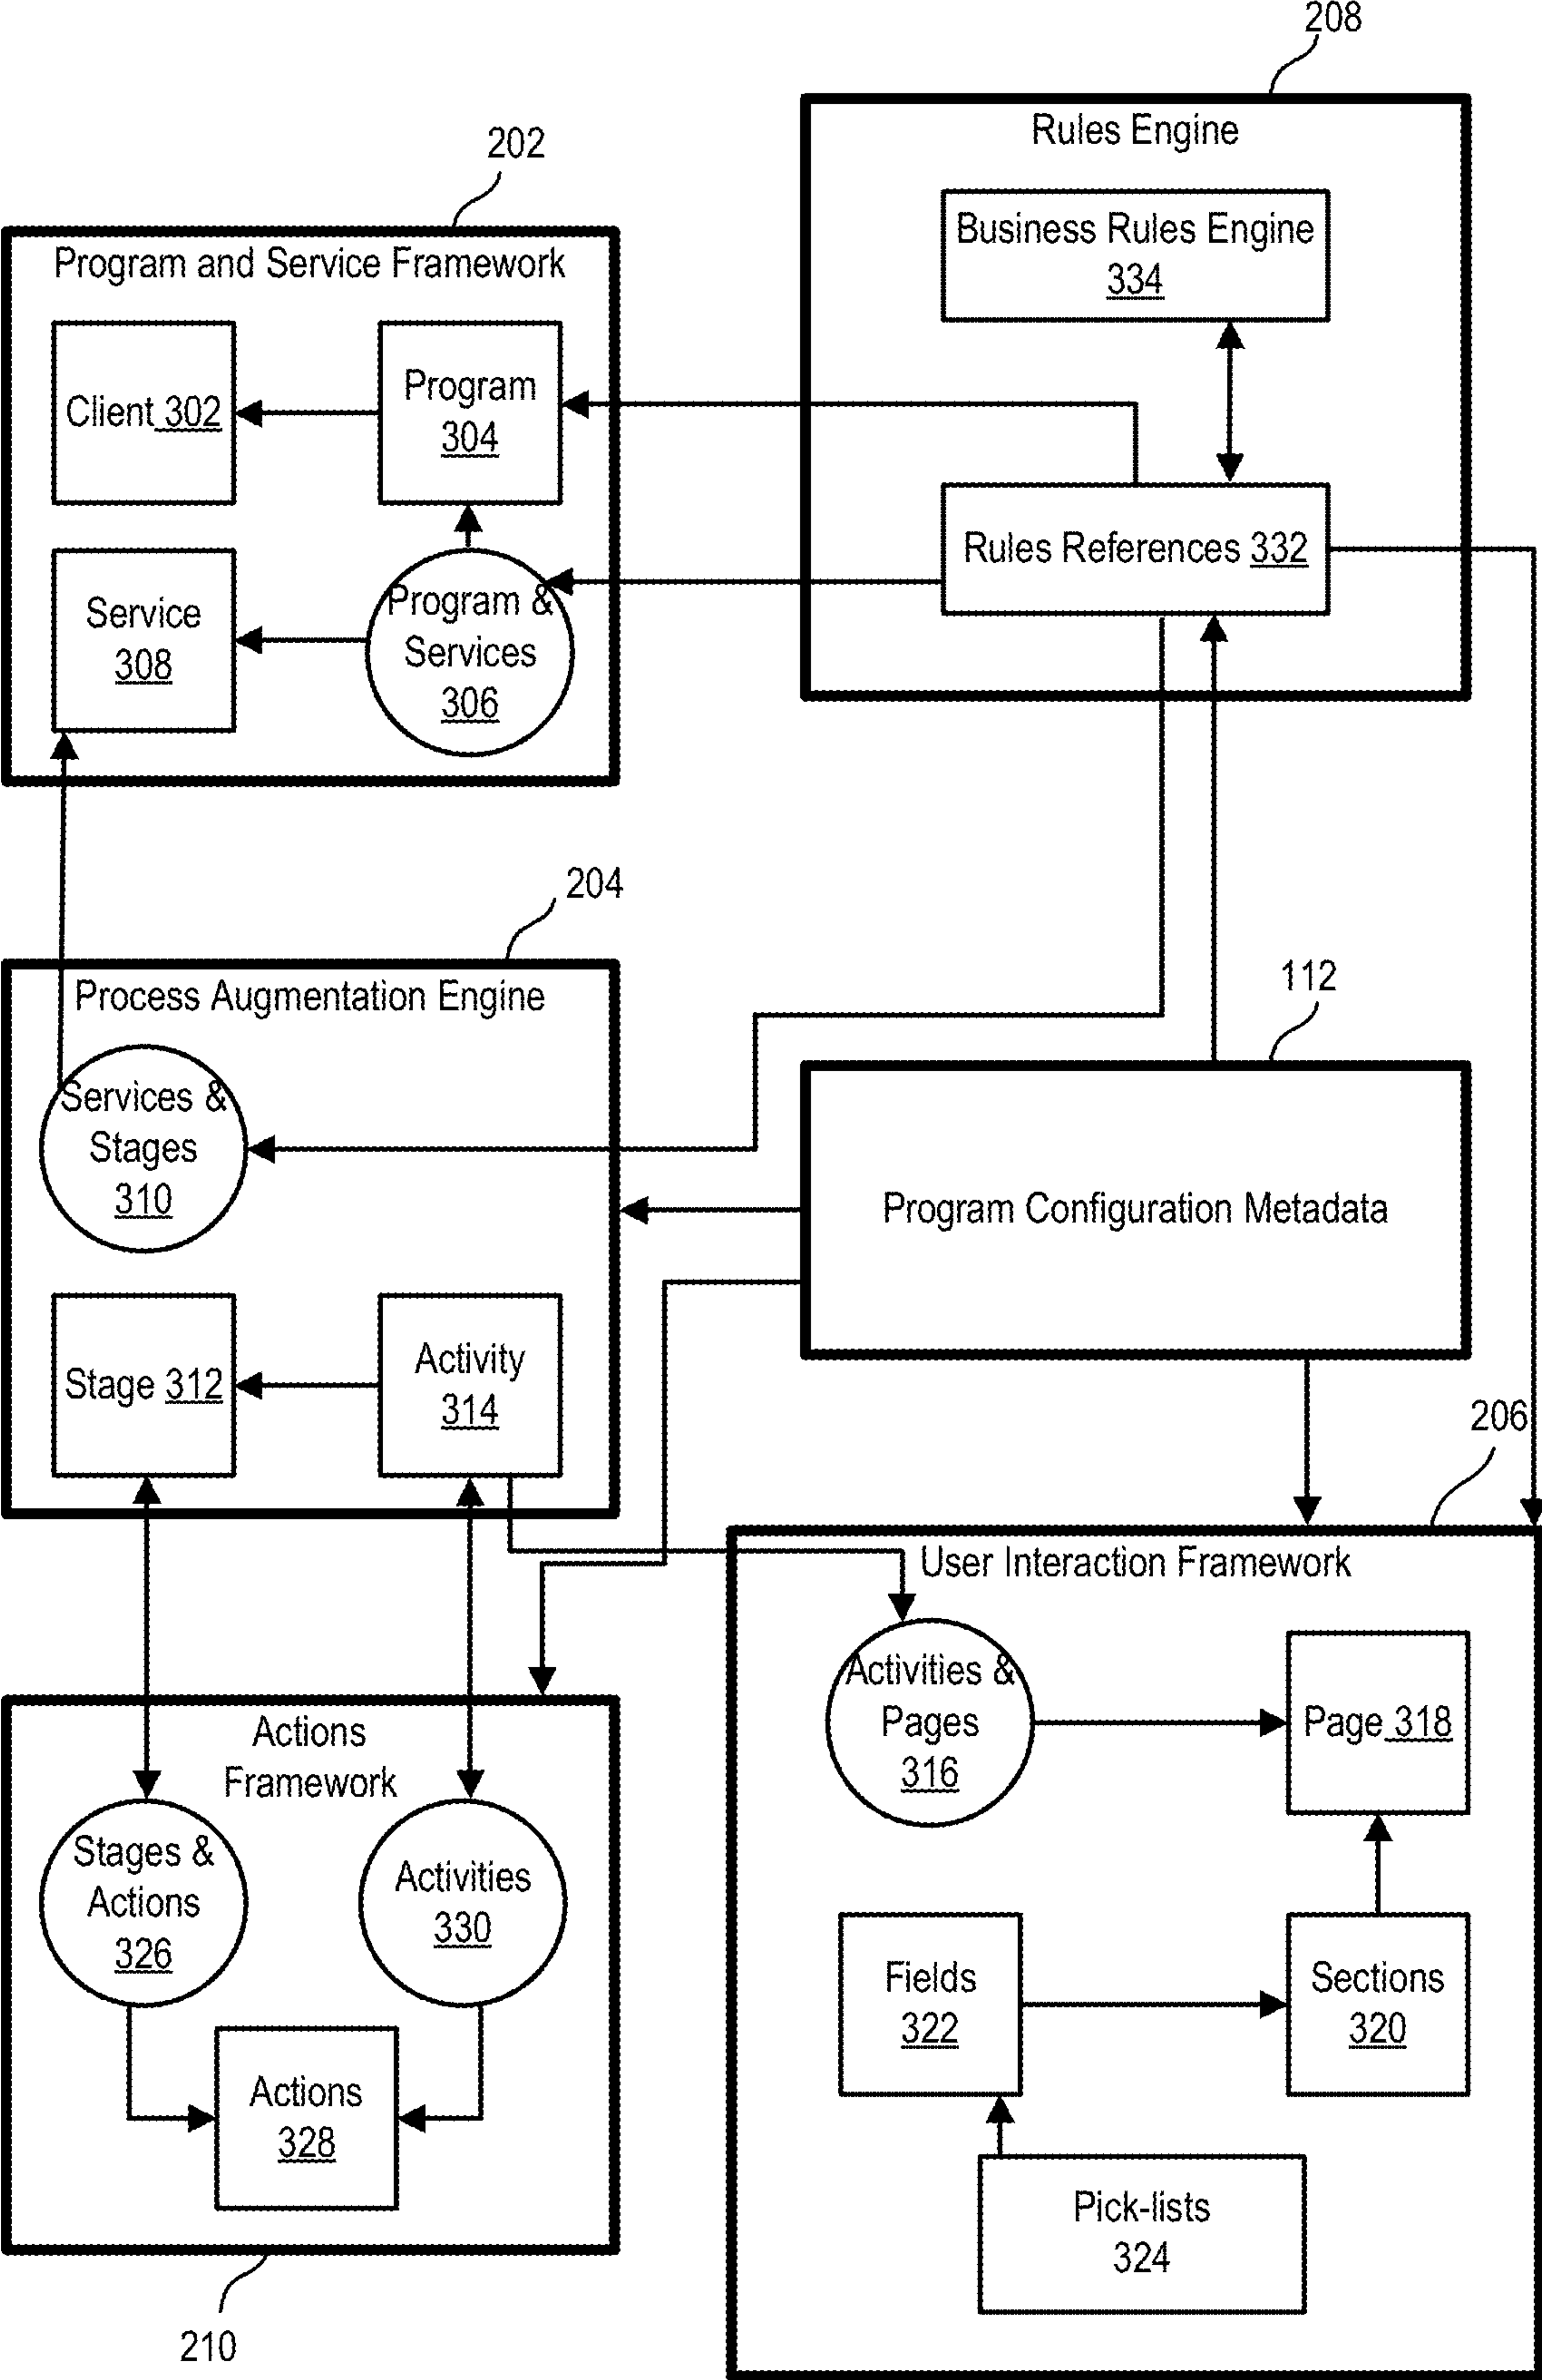 208
Rules Engine
Business Rules Engine
334
Rules References 332
202
Program and Service Framework
Client 302
Program
304
Service
308
Program &
Services
306
204
Process Augmentation Engine
Services &
Stages
310
Stage 312
Activity
314
112
Program Configuration Metadata
206
User Interaction Framework
Activities &
Pages
316
Page 318
Fields
322
Sections
320
Pick-lists
324
Actions
Framework
Stages &
Actions
326
Activities
330
Actions
328
210